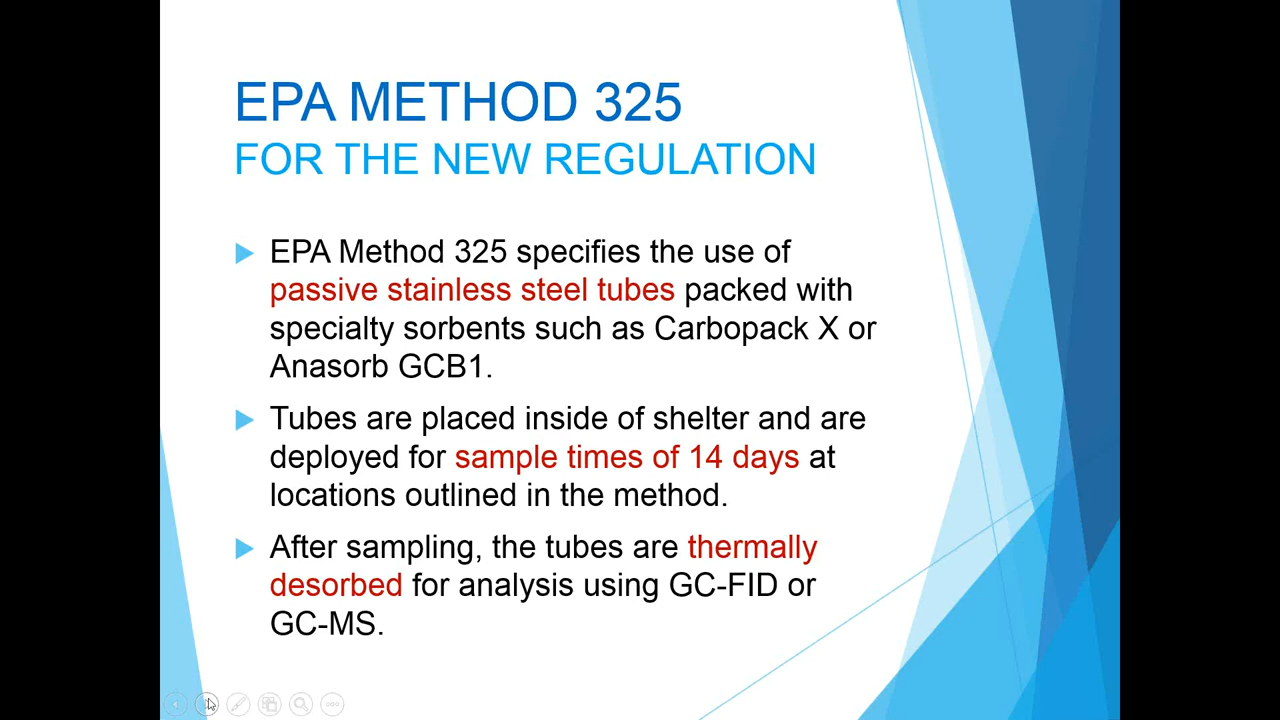 EPA METHOD 325
FOR THE NEW REGULATION
EPA Method 325 specifies the use of
passive stainless steel tubes packed with
specialty sorbents such as Carbopack X or
Anasorb GCB1.
Tubes are placed inside of shelter and are
deployed for sample times of 14 days at
locations outlined in the method.
After sampling, the tubes are thermally
desorbed for analysis using GC-FID or
GC-MS.